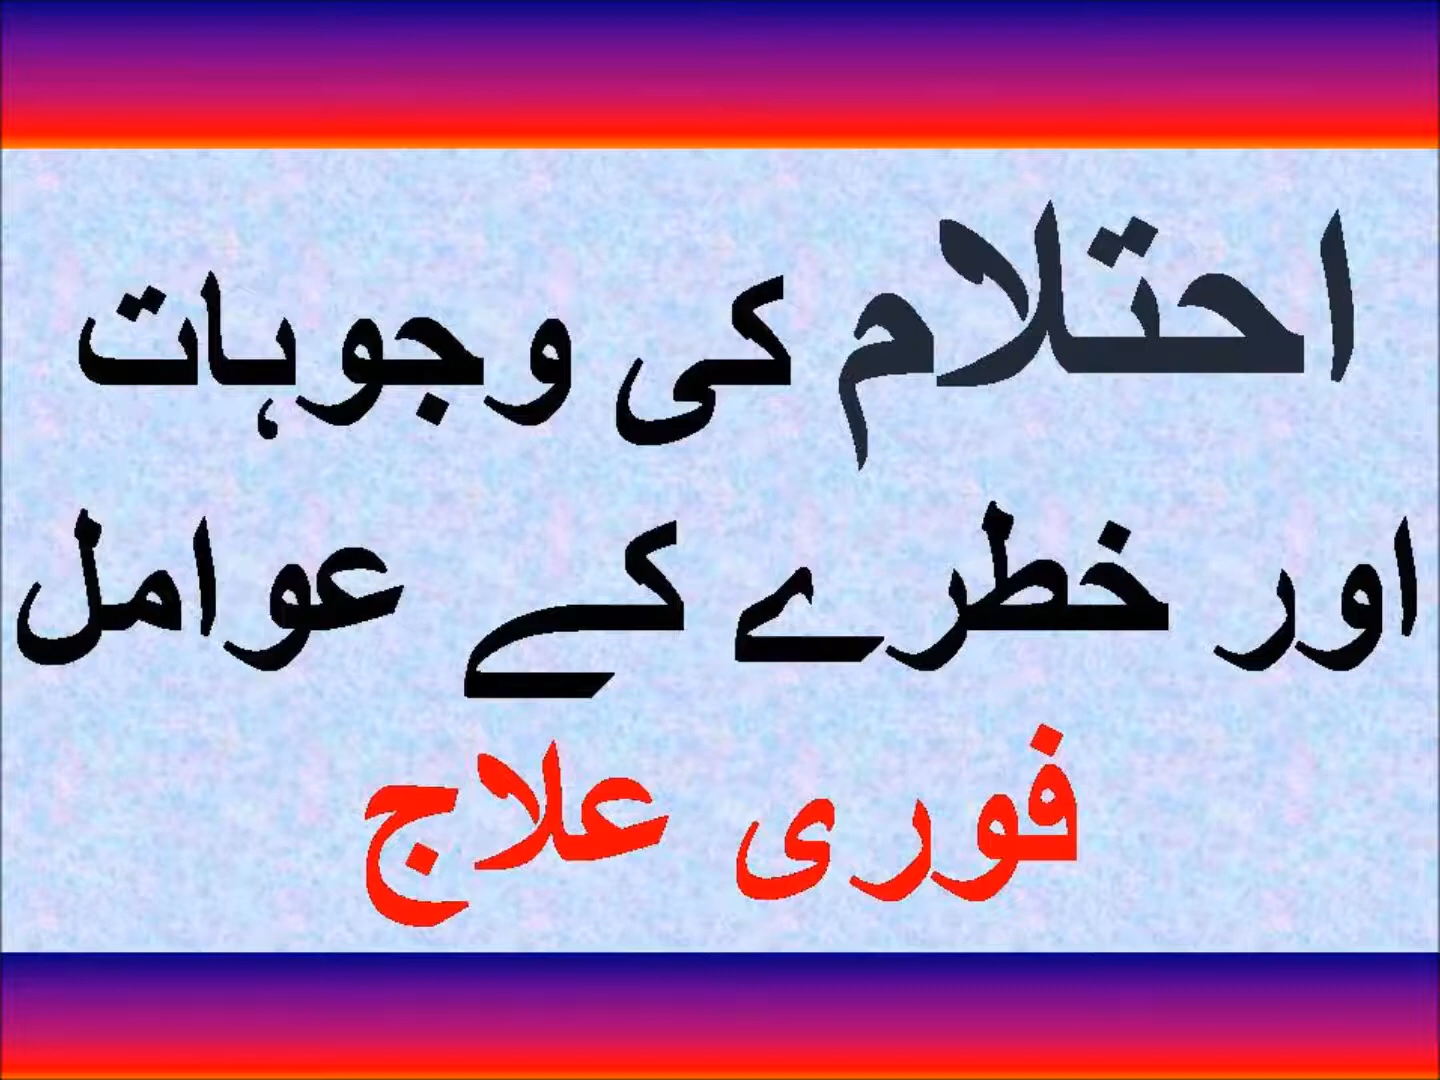 احتلام کی وجوہات
اور خطرے کے عوامل
فوری علاج